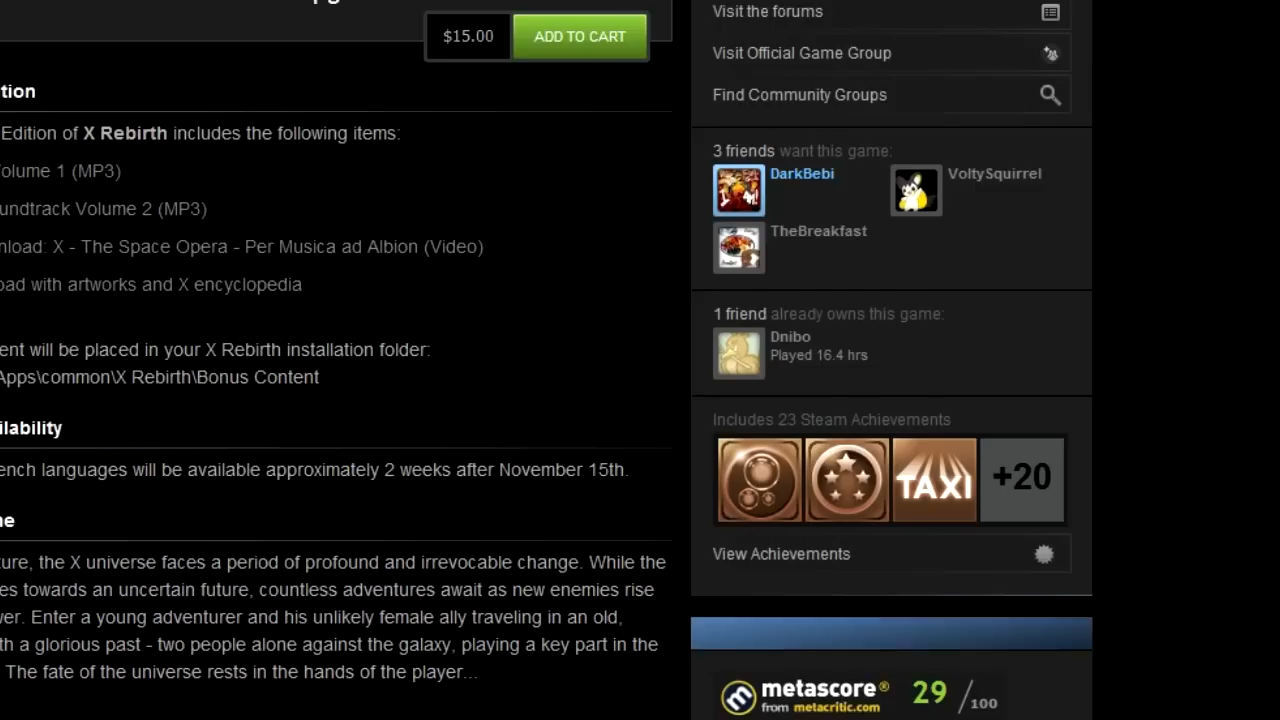 $15.00
ADD TO CART
tion
Edition of X Rebirth includes the following items:
olume 1 (MP3)
undtrack Volume 2 (MP3)
nload: X - The Space Opera - Per Musica ad Albion (Video)
oad with artworks and X encyclopedia
ent will be placed in your X Rebirth installation folder:
Apps\common\X Rebirth\Bonus Content
ilability
ench languages will be available approximately 2 weeks after November 15th.
ne
ture, the X universe faces a period of profound and irrevocable change. While the
es towards an uncertain future, countless adventures await as new enemies rise
ver. Enter a young adventurer and his unlikely female ally traveling in an old,
th a glorious past - two people alone against the galaxy, playing a key part in the
The fate of the universe rests in the hands of the player...
Visit the forums
Visit Official Game Group
Find Community Groups
3 friends want this game:
DarkBebi
VoltySquirrel
TheBreakfast
1 friend already owns this game:
Dnibo
Played 16.4 hrs
Includes 23 Steam Achievements
TAXI
+20
View Achievements
metascore®
from metacritic.com
29 /100